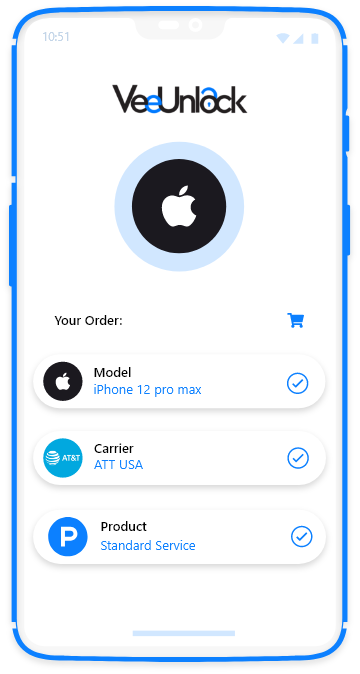 10:51
VeeUnlock
Your Order:
Model
iPhone 12 pro max
AT&T
Carrier
ATT USA
P
Product
Standard Service